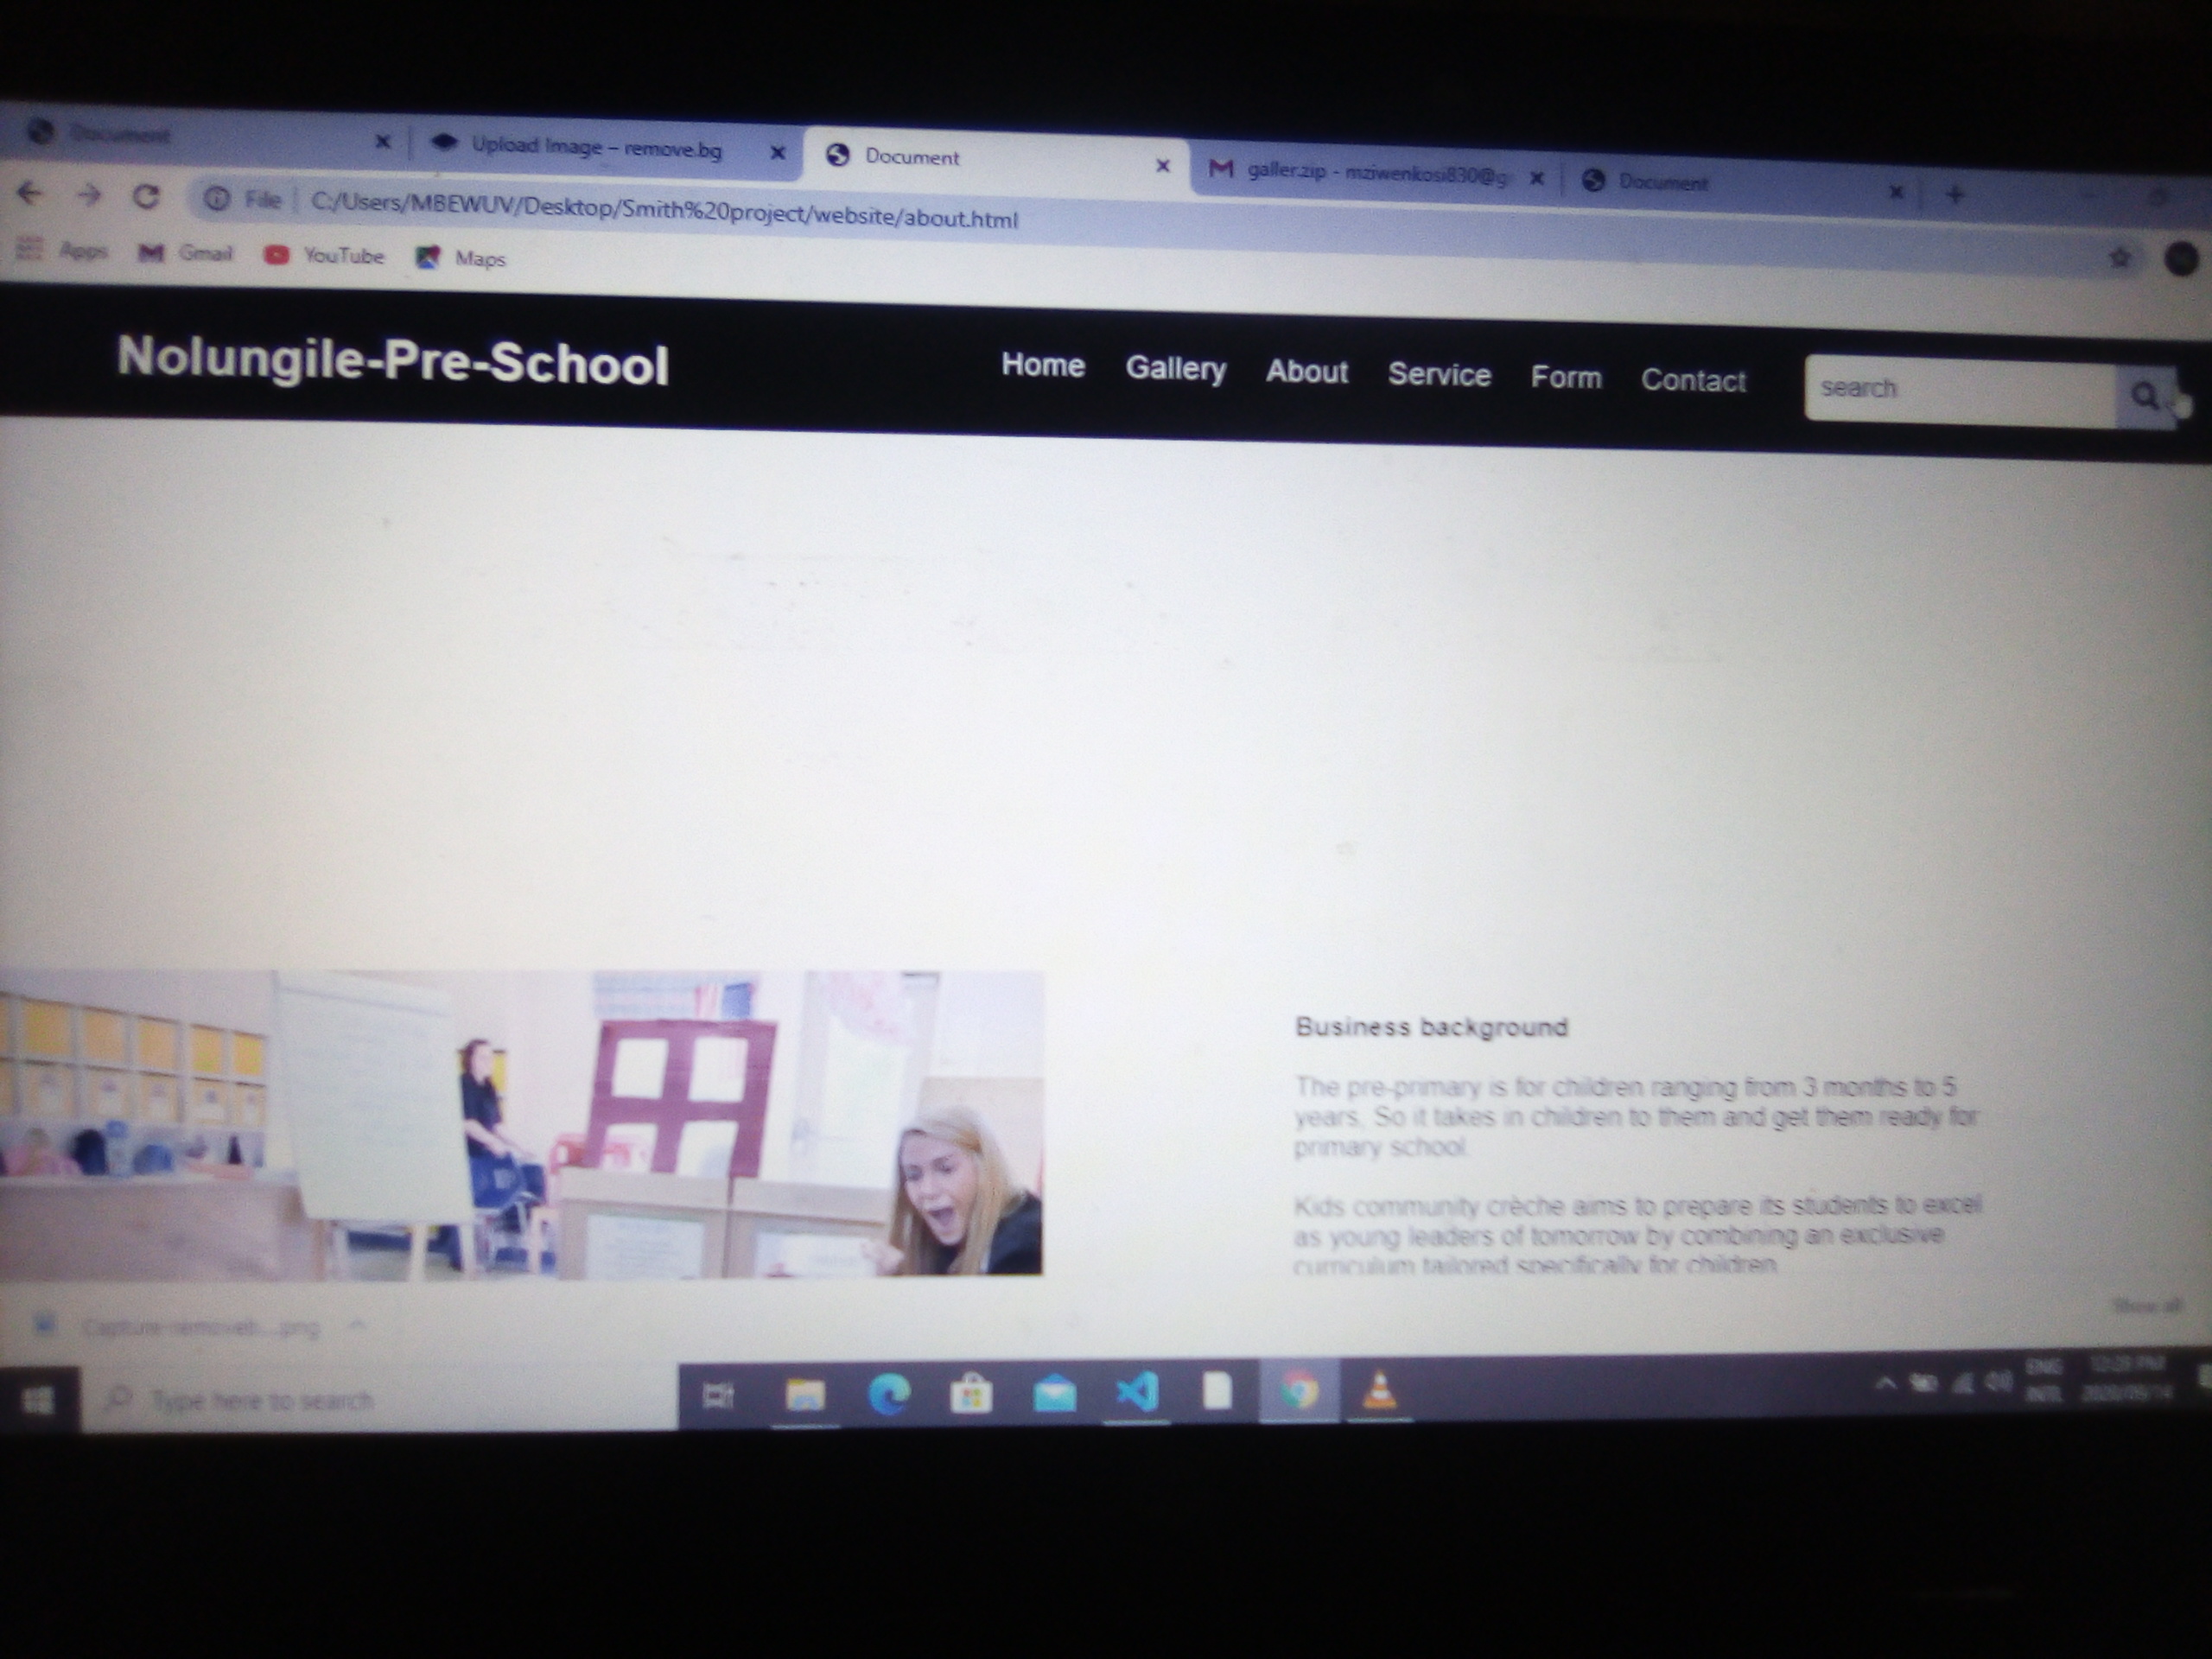 Document
Upload Image – remove.bg
Document
galler.zip - mziwenkosi830@g
Document
File
C:/Users/MBEWUV/Desktop/Smith%20project/website/about.html
Apps
Gmail
YouTube
Maps
Nolungile-Pre-School
Home
Gallery
About
Service
Form
Contact
search
Business background
The pre-primary is for children ranging from 3 months to 5
years. So it takes in children to them and get them ready for
primary school.
Kids community crèche aims to prepare its students to excel
as young leaders of tomorrow by combining an exclusive
curriculum tailored specifically for children
Show all
Capture-removeb...png
Type here to search
ENG
INTL